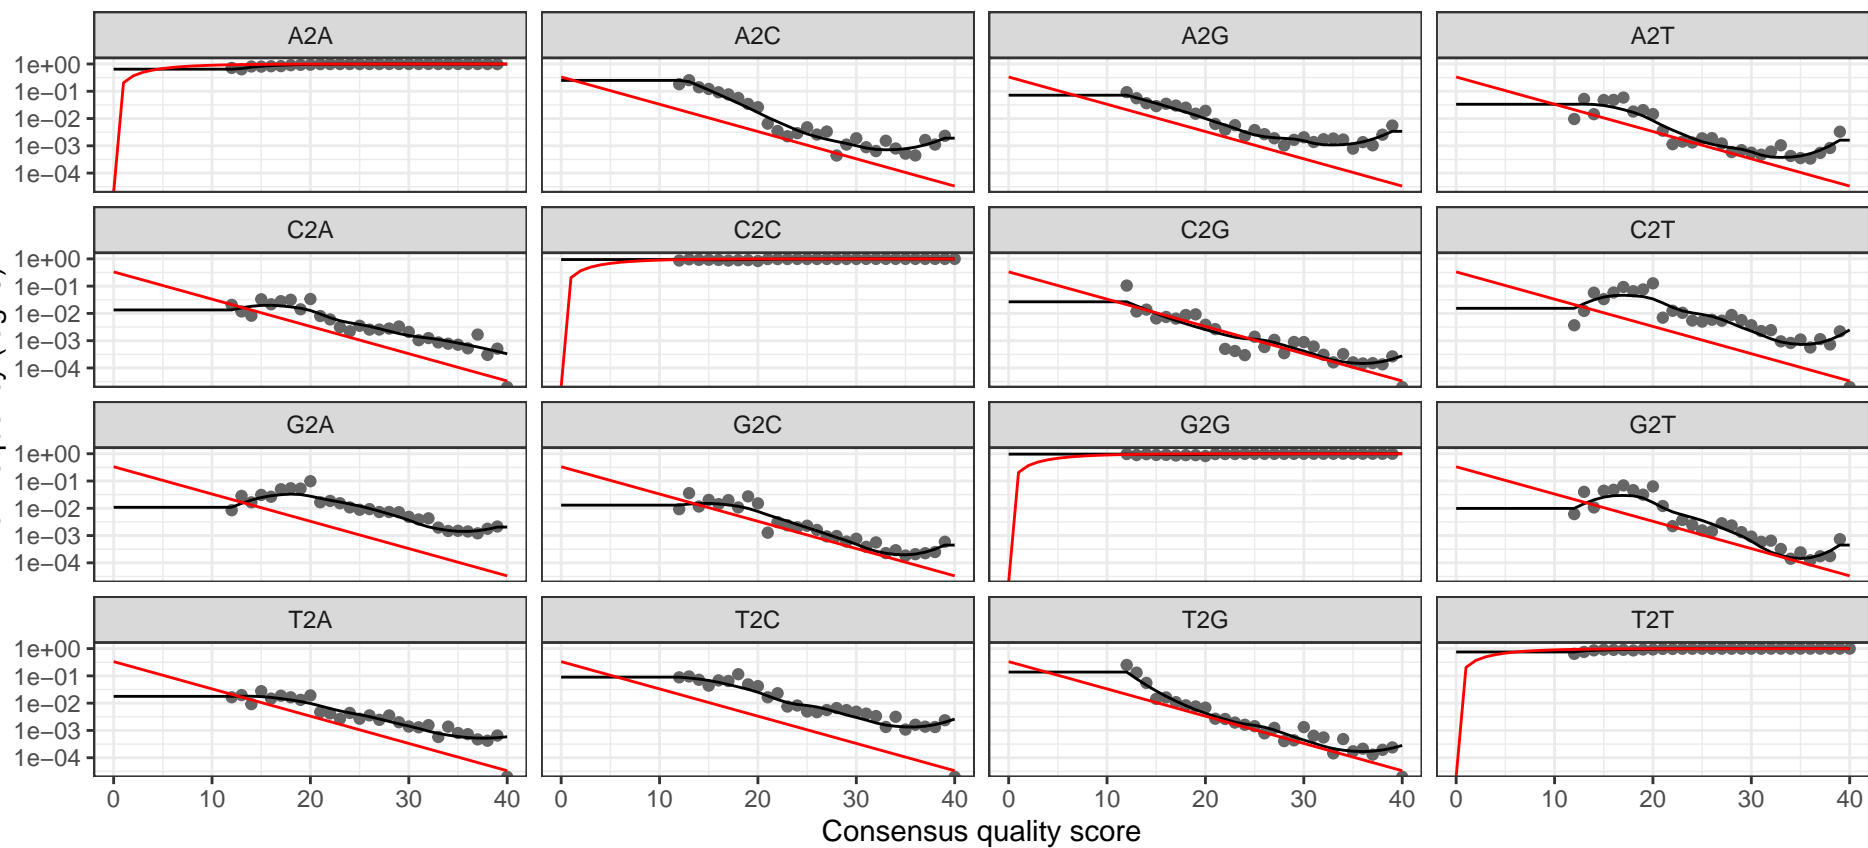 A2A A2C A2G A2T
1e+00
1e−01
1e−02
1e−03
1e−04
C2A C2C C2G C2T
1e+00
1e−01
1e−02
1e−03
1e−04
G2A G2C G2G G2T
1e+00
1e−01
1e−02
1e−03
1e−04
T2A T2C T2G T2T
1e+00
1e−01
1e−02
1e−03
1e−04
0 10 20 30 40 0 10 20 30 40 0 10 20 30 40 0 10 20 30 40
Consensus quality score